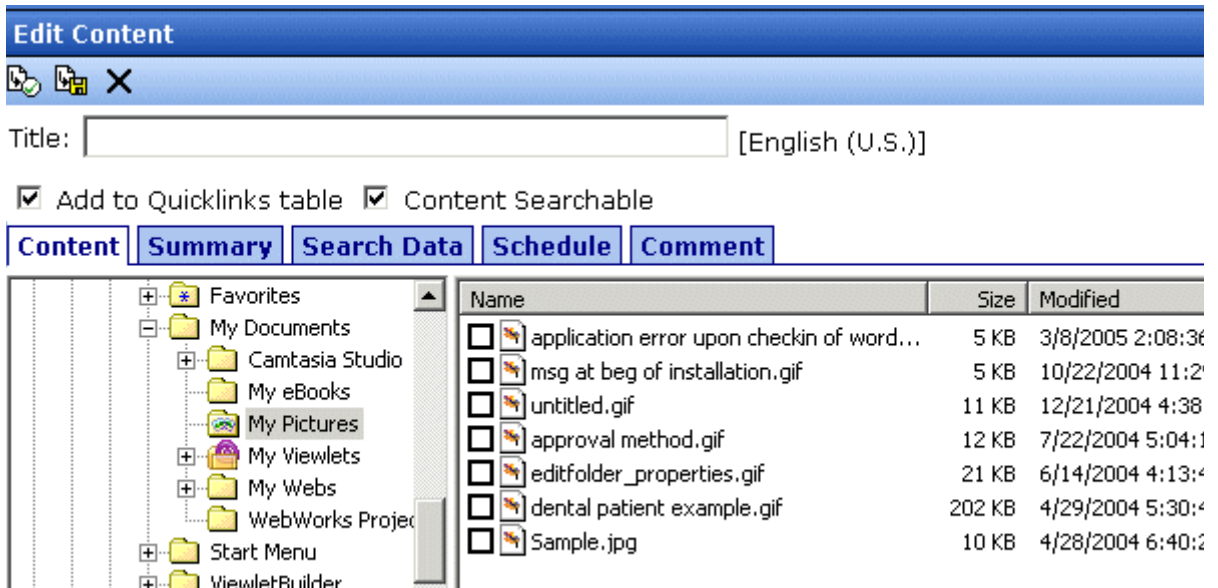 Edit Content
Title: [English (U.S.)]
Add to Quicklinks table Content Searchable
Content Summary Search Data Schedule Comment
Favorites
My Documents
Camtasia Studio
My eBooks
My Pictures
My Viewlets
My Webs
WebWorks Projec
Start Menu
ViewletBuilder
Name Size Modified
application error upon checkin of word... 5 KB 3/8/2005 2:08:36
msg at beg of installation.gif 5 KB 10/22/2004 11:29
untitled.gif 11 KB 12/21/2004 4:38
approval method.gif 12 KB 7/22/2004 5:04:1
editfolder_properties.gif 21 KB 6/14/2004 4:13:4
dental patient example.gif 202 KB 4/29/2004 5:30:4
Sample.jpg 10 KB 4/28/2004 6:40:2